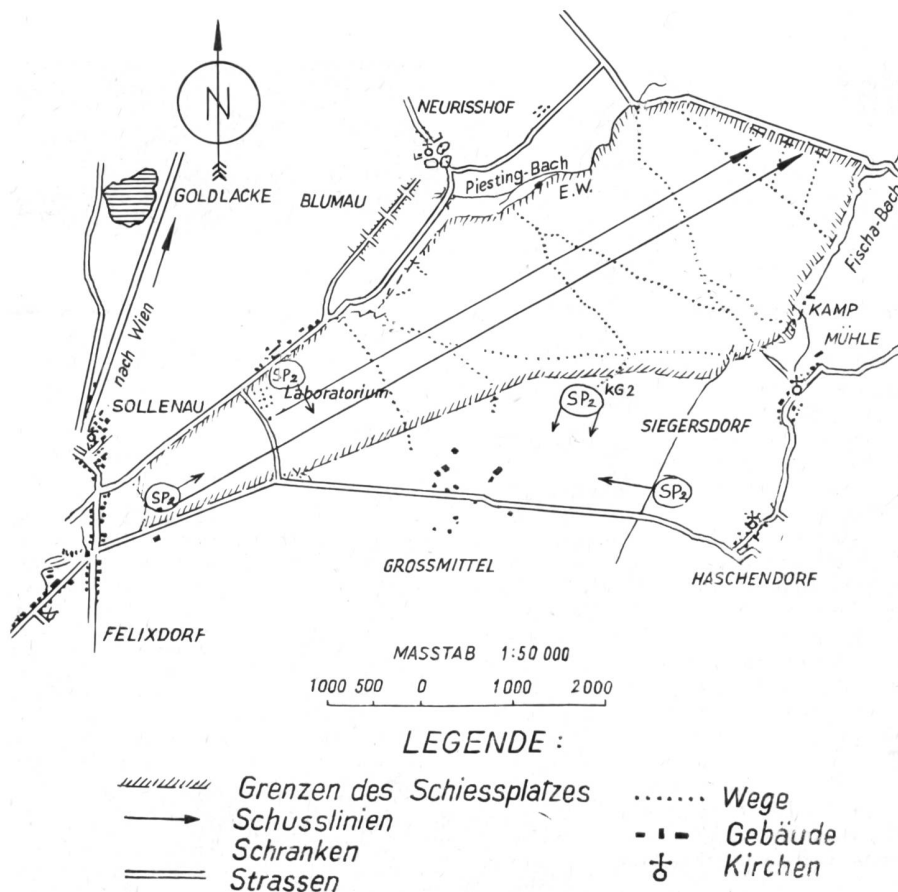 N
NEURISSHOF
GOLDLACKE
BLUMAU
Piesting-Bach
E.W.
Fischa-Bach
nach Wien
KAMP
MÜHLE
SP2
Laboratorium
SOLLENAU
KG2
SP2
SIEGERSDORF
SP2
SP2
GROSSMITTEL
HASCHENDORF
FELIXDORF
MASSTAB 1:50 000
1000 500 0 1000 2000
LEGENDE :
Grenzen des Schiessplatzes
Schusslinien
Schranken
Strassen
Wege
Gebäude
Kirchen